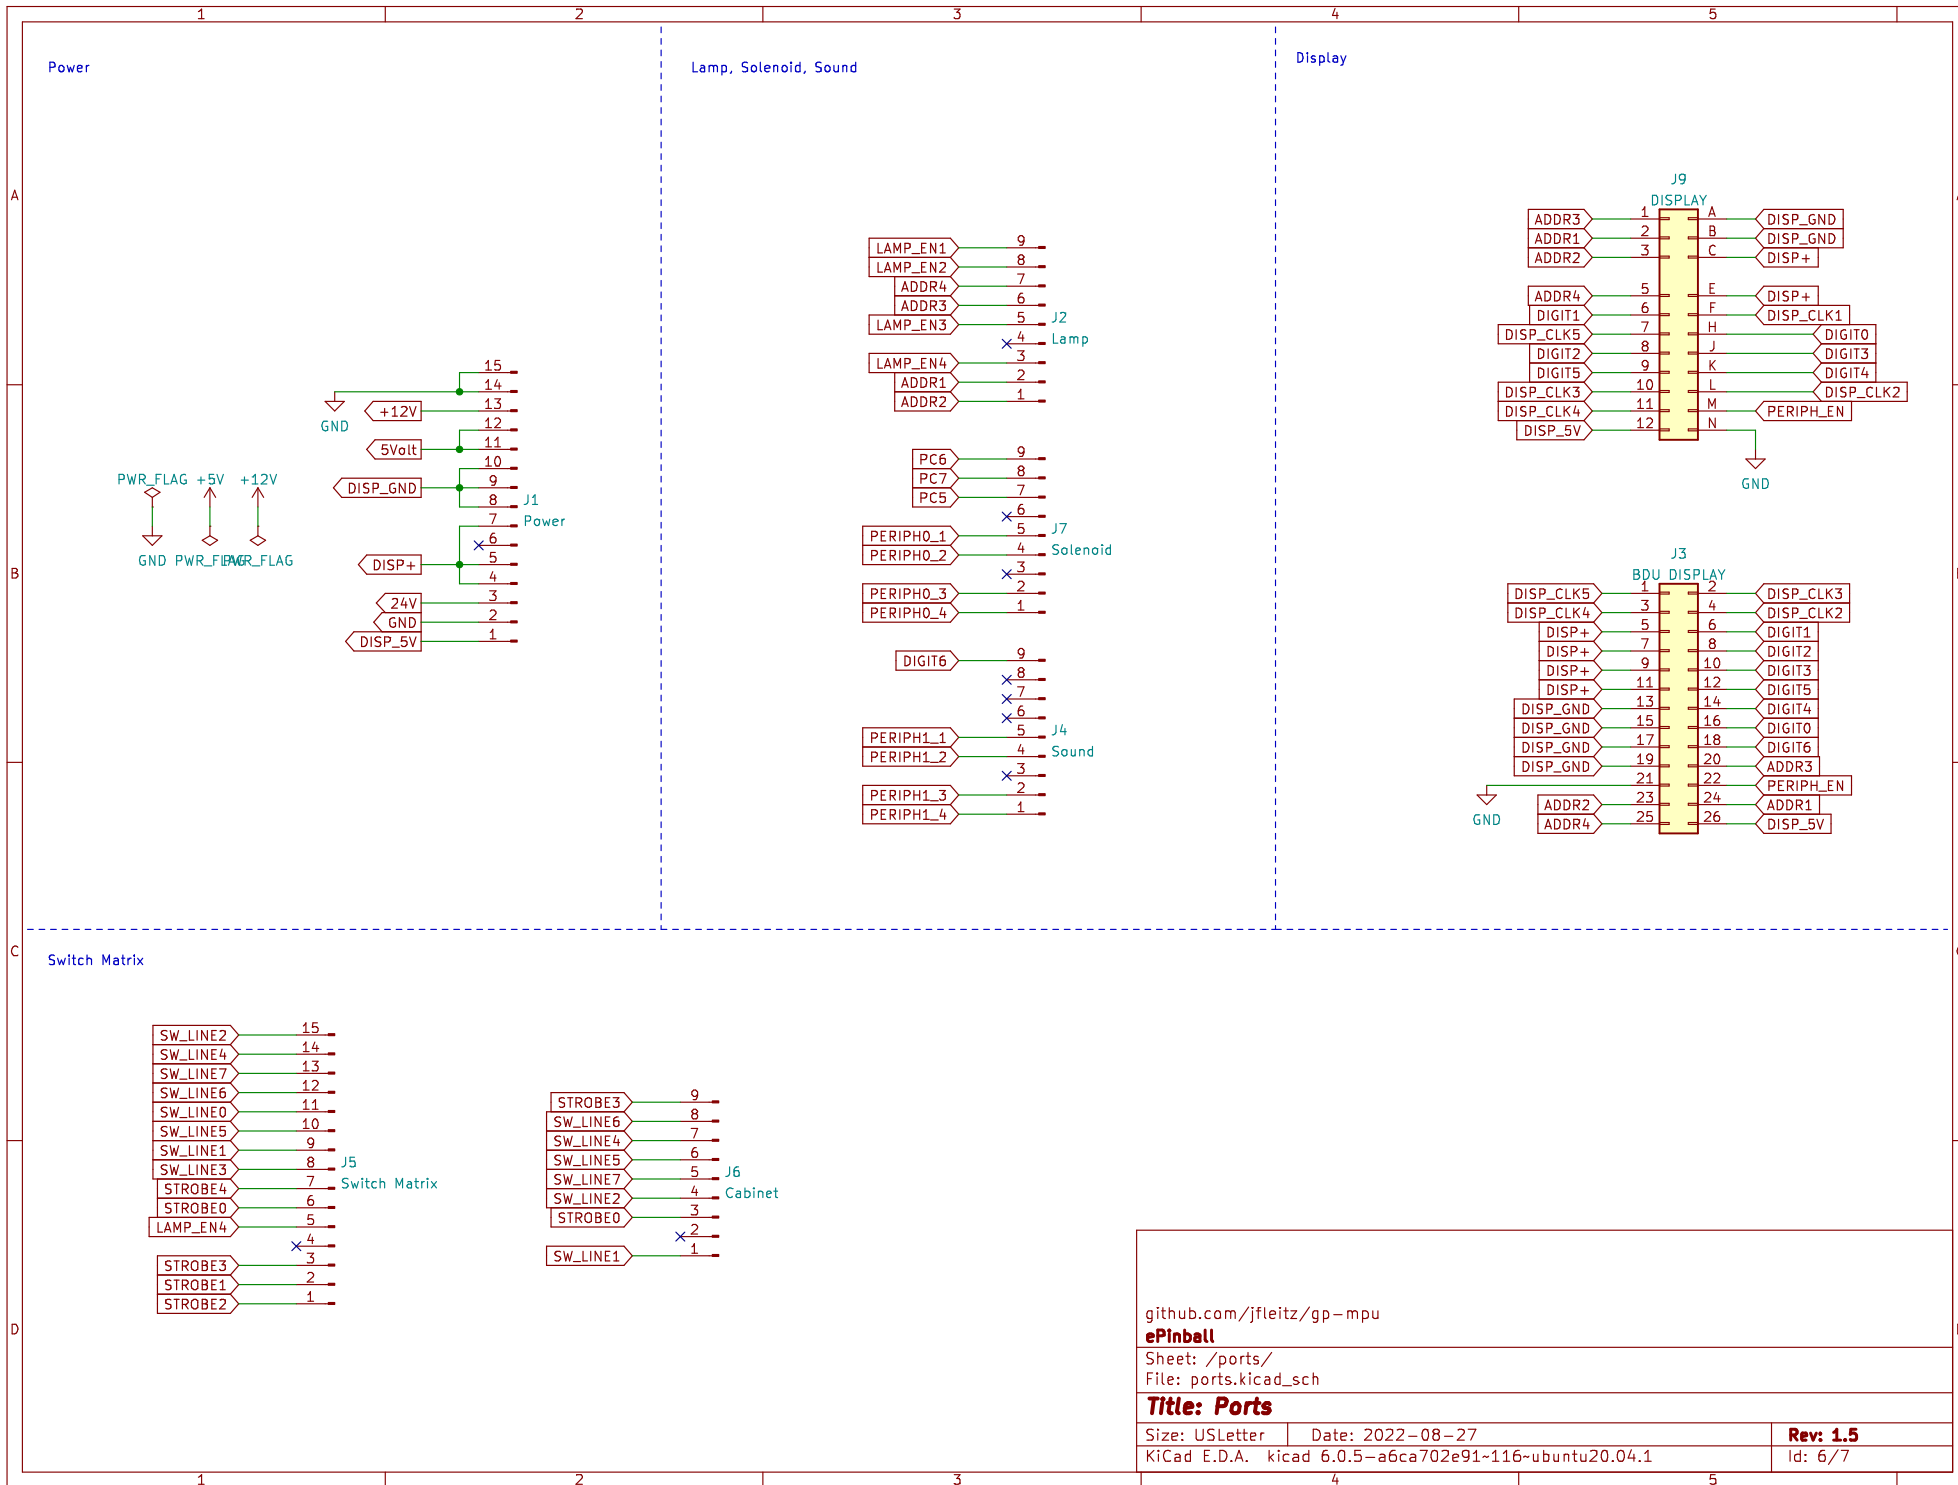 1 2 3 4 5
Power
Lamp, Solenoid, Sound
Display
A
B
C
D
15
14
13
12
11
10
9
8
7
6
5
4
3
2
1
GND
+12V
5Volt
DISP_GND
DISP+
24V
GND
DISP_5V
J1
Power
PWR_FLAG +5V +12V
GND PWR_FLAG PWR_FLAG
LAMP_EN1 9
LAMP_EN2 8
ADDR4 7
ADDR3 6
LAMP_EN3 5
4
LAMP_EN4 3
ADDR1 2
ADDR2 1
J2
Lamp
PC6 9
PC7 8
PC5 7
6
PERIPH0_1 5
PERIPH0_2 4
3
PERIPH0_3 2
PERIPH0_4 1
J7
Solenoid
DIGIT6 9
8
7
6
PERIPH1_1 5
PERIPH1_2 4
3
PERIPH1_3 2
PERIPH1_4 1
J4
Sound
J9
DISPLAY
ADDR3 1 A DISP_GND
ADDR1 2 B DISP_GND
ADDR2 3 C DISP+
ADDR4 5 E DISP+
DIGIT1 6 F DISP_CLK1
DISP_CLK5 7 H DIGIT0
DIGIT2 8 J DIGIT3
DIGIT5 9 K DIGIT4
DISP_CLK3 10 L DISP_CLK2
DISP_CLK4 11 M PERIPH_EN
DISP_5V 12 N
GND
J3
BDU DISPLAY
DISP_CLK5 1 2 DISP_CLK3
DISP_CLK4 3 4 DISP_CLK2
DISP+ 5 6 DIGIT1
DISP+ 7 8 DIGIT2
DISP+ 9 10 DIGIT3
DISP+ 11 12 DIGIT5
DISP_GND 13 14 DIGIT4
DISP_GND 15 16 DIGIT0
DISP_GND 17 18 DIGIT6
DISP_GND 19 20 ADDR3
21 22 PERIPH_EN
ADDR2 23 24 ADDR1
ADDR4 25 26 DISP_5V
GND
Switch Matrix
SW_LINE2 15
SW_LINE4 14
SW_LINE7 13
SW_LINE6 12
SW_LINE0 11
SW_LINE5 10
SW_LINE1 9
SW_LINE3 8
STROBE4 7
STROBE0 6
LAMP_EN4 5
4
STROBE3 3
STROBE1 2
STROBE2 1
J5
Switch Matrix
STROBE3 9
SW_LINE6 8
SW_LINE4 7
SW_LINE5 6
SW_LINE7 5
SW_LINE2 4
STROBE0 3
2
SW_LINE1 1
J6
Cabinet
github.com/jfleitz/gp-mpu
ePinball
Sheet: /ports/
File: ports.kicad_sch
Title: Ports
Size: USLetter Date: 2022-08-27 Rev: 1.5
KiCad E.D.A. kicad 6.0.5-a6ca702e91~116~ubuntu20.04.1 Id: 6/7
1 2 3 4 5